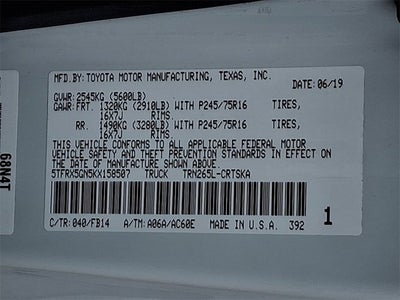 MFD.BY: TOYOTA MOTOR MANUFACTURING, TEXAS, INC.
GVWR: 2545KG (5600LB) DATE: 06/19
GAWR: FRT. 1320KG (2910LB) WITH P245/75R16 TIRES,
16X7J RIMS.
RR. 1490KG (3280LB) WITH P245/75R16 TIRES,
16X7J RIMS.
THIS VEHICLE CONFORMS TO ALL APPLICABLE FEDERAL MOTOR
VEHICLE SAFETY AND THEFT PREVENTION STANDARDS IN EFFECT ON
THE DATE OF MANUFACTURE SHOWN ABOVE.
5TFRX5GN5KX158507 TRUCK TRN265L-CRTSKA
1
C/TR: 040/FB14 A/TM: A06A/AC60E MADE IN U.S.A. 392
68N4T